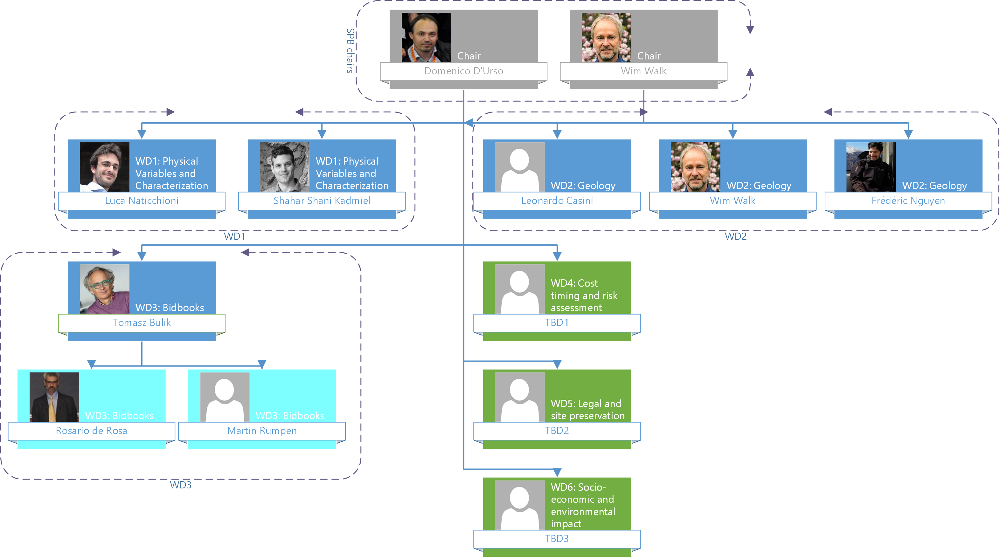 SPB chairs
Chair
Domenico D'Urso
Chair
Wim Walk
WD1: Physical
Variables and
Characterization
Luca Naticchioni
WD1: Physical
Variables and
Characterization
Shahar Shani Kadmiel
WD1
WD2: Geology
Leonardo Casini
WD2: Geology
Wim Walk
WD2: Geology
Frédéric Nguyen
WD2
WD3: Bidbooks
Tomasz Bulik
WD3: Bidbooks
Rosario de Rosa
WD3: Bidbooks
Martin Rumpen
WD3
WD4: Cost
timing and risk
assessment
TBD1
WD5: Legal and
site preservation
TBD2
WD6: Socio-
economic and
environmental
impact
TBD3